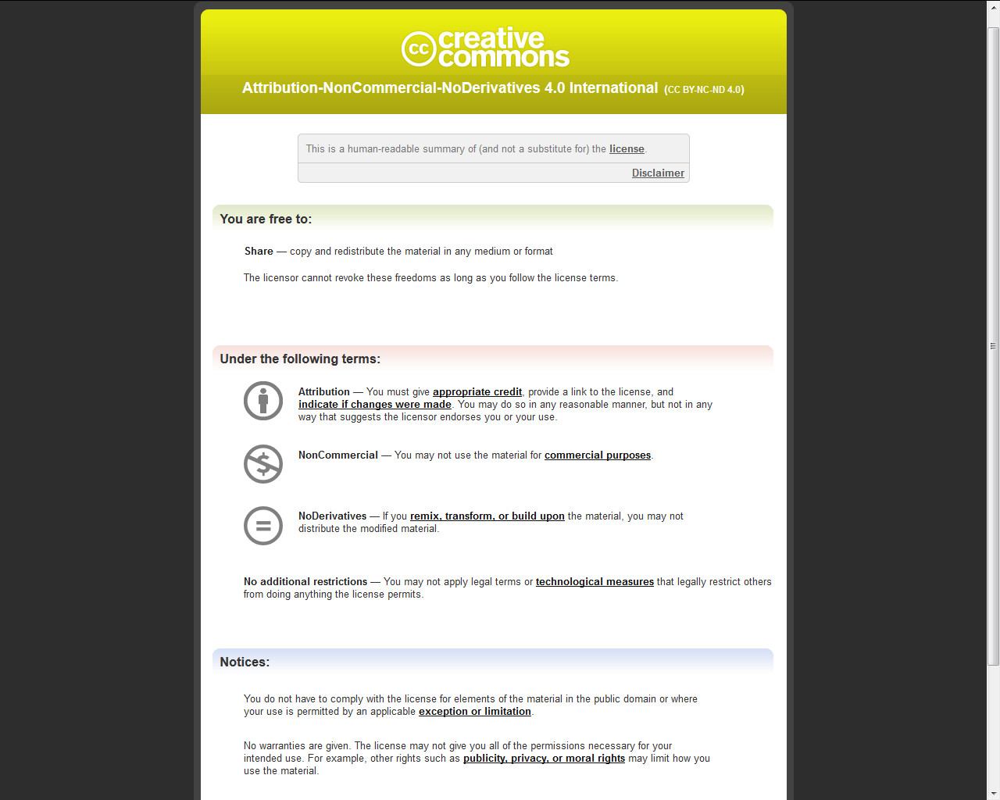 cc creative
commons
Attribution-NonCommercial-NoDerivatives 4.0 International (CC BY-NC-ND 4.0)
This is a human-readable summary of (and not a substitute for) the license.
Disclaimer
You are free to:
Share — copy and redistribute the material in any medium or format
The licensor cannot revoke these freedoms as long as you follow the license terms.
Under the following terms:
Attribution — You must give appropriate credit, provide a link to the license, and
indicate if changes were made. You may do so in any reasonable manner, but not in any
way that suggests the licensor endorses you or your use.
NonCommercial — You may not use the material for commercial purposes.
NoDerivatives — If you remix, transform, or build upon the material, you may not
distribute the modified material.
No additional restrictions — You may not apply legal terms or technological measures that legally restrict others
from doing anything the license permits.
Notices:
You do not have to comply with the license for elements of the material in the public domain or where
your use is permitted by an applicable exception or limitation.
No warranties are given. The license may not give you all of the permissions necessary for your
intended use. For example, other rights such as publicity, privacy, or moral rights may limit how you
use the material.